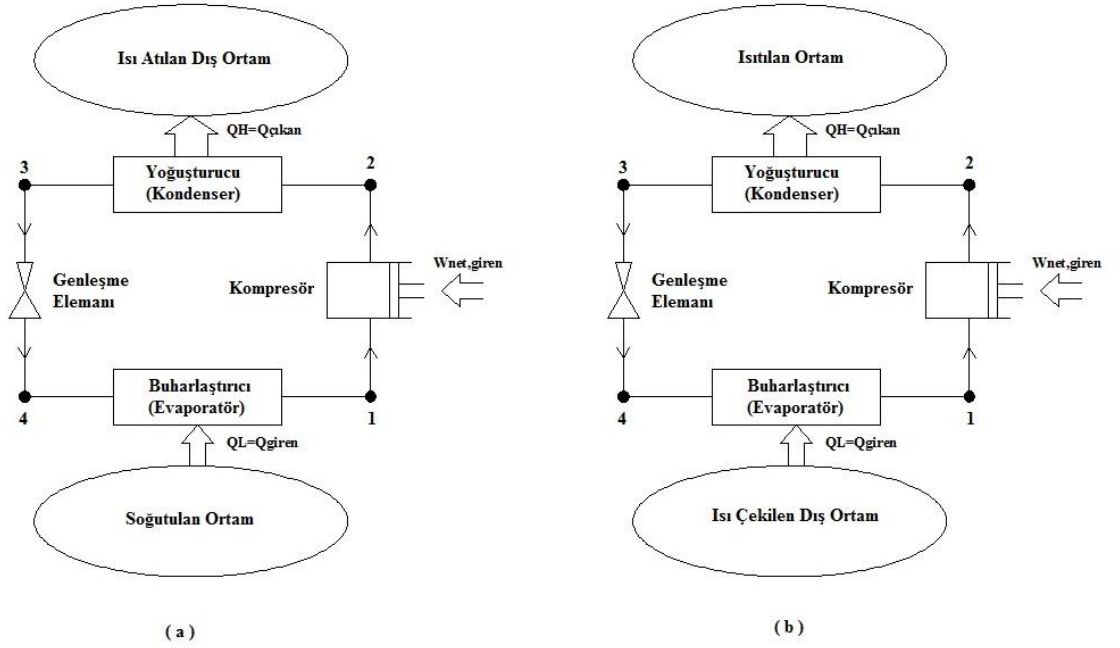 Isı Atılan Dış Ortam
QH=Qçıkan
3
Yoğuşturucu
(Kondenser)
2
Genleşme
Elemanı
Kompresör
Wnet,giren
4
Buharlaştırıcı
(Evaporatör)
1
QL=Qgiren
Soğutulan Ortam
( a )
Isıtılan Ortam
QH=Qçıkan
3
Yoğuşturucu
(Kondenser)
2
Genleşme
Elemanı
Kompresör
Wnet,giren
4
Buharlaştırıcı
(Evaporatör)
1
QL=Qgiren
Isı Çekilen Dış Ortam
( b )